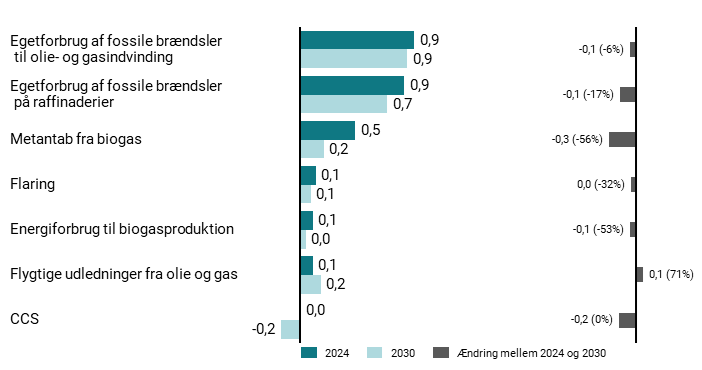 Egetforbrug af fossile brændsler
til olie- og gasindvinding
0,9
0,9
-0,1 (-6%)
Egetforbrug af fossile brændsler
på raffinaderier
0,9
0,7
-0,1 (-17%)
Metantab fra biogas
0,5
0,2
-0,3 (-56%)
Flaring
0,1
0,1
0,0 (-32%)
Energiforbrug til biogasproduktion
0,1
0,0
-0,1 (-53%)
Flygtige udledninger fra olie og gas
0,1
0,2
0,1 (71%)
CCS
0,0
-0,2
-0,2 (0%)
2024
2030
Ændring mellem 2024 og 2030